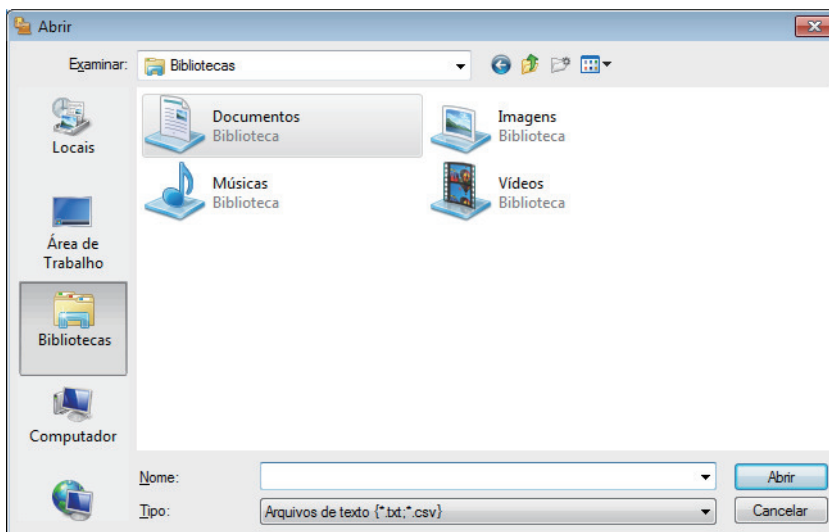 Abrir
Examinar:
Bibliotecas
Locais
Área de
Trabalho
Bibliotecas
Computador
Documentos
Biblioteca
Imagens
Biblioteca
Músicas
Biblioteca
Vídeos
Biblioteca
Nome:
Abrir
Tipo:
Arquivos de texto {*.txt;*.csv}
Cancelar